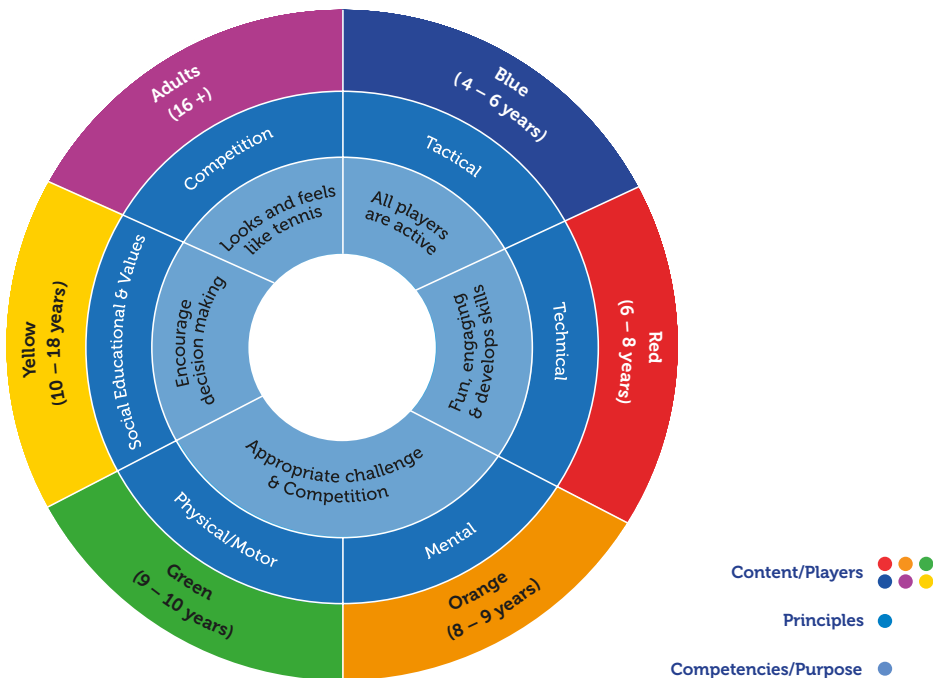 Adults
(16 +)
Blue
(4 – 6 years)
Red
(6 – 8 years)
Orange
(8 – 9 years)
Green
(9 – 10 years)
Yellow
(10 – 18 years)
Competition
Tactical
Technical
Mental
Physical/Motor
Social Educational & Values
Looks and feels
like tennis
All players
are active
Fun, engaging
& develops skills
Appropriate challenge
& Competition
Encourage
decision making
Content/Players
Principles
Competencies/Purpose